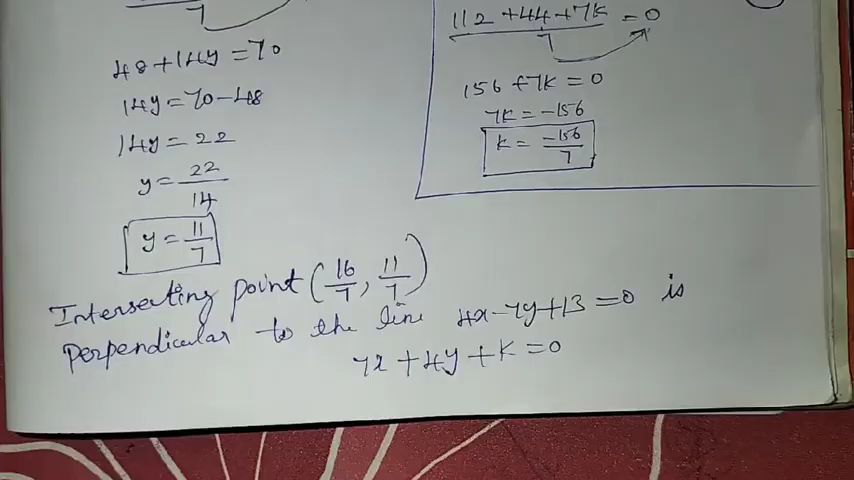 7
48+14y=70
14y=70-48
14y=22
y=22/14
y=11/7
112+44+7k/7=0
156+7k=0
7k=-156
k=-156/7
Intersecting point (16/7, 11/7)
perpendicular to the line 4x-7y+13=0 is
7x+4y+k=0